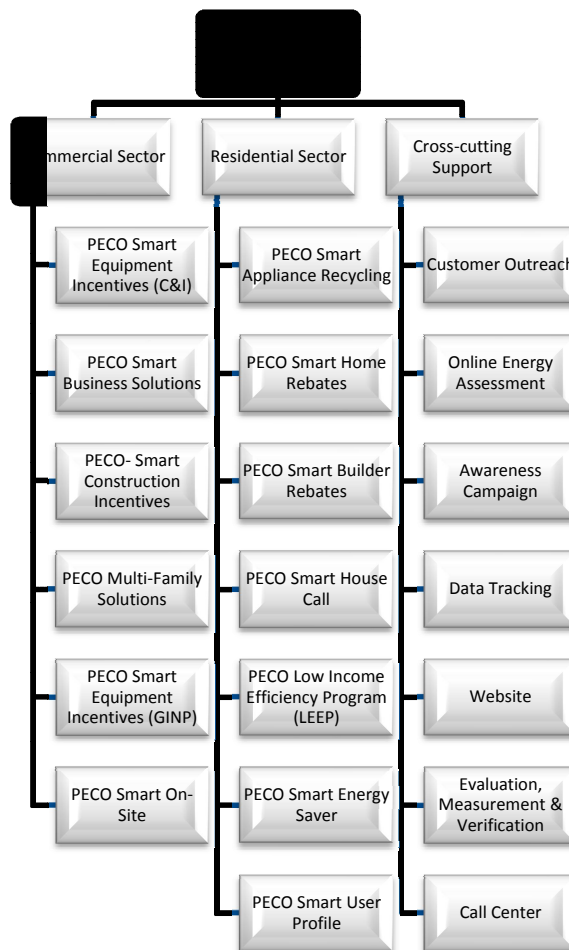 mmercial Sector
Residential Sector
Cross-cutting
Support
PECO Smart
Equipment
Incentives (C&I)
PECO Smart
Business Solutions
PECO- Smart
Construction
Incentives
PECO Multi-Family
Solutions
PECO Smart
Equipment
Incentives (GINP)
PECO Smart On-
Site
PECO Smart
Appliance Recycling
PECO Smart Home
Rebates
PECO Smart Builder
Rebates
PECO Smart House
Call
PECO Low Income
Efficiency Program
(LEEP)
PECO Smart Energy
Saver
PECO Smart User
Profile
Customer Outreach
Online Energy
Assessment
Awareness
Campaign
Data Tracking
Website
Evaluation,
Measurement &
Verification
Call Center